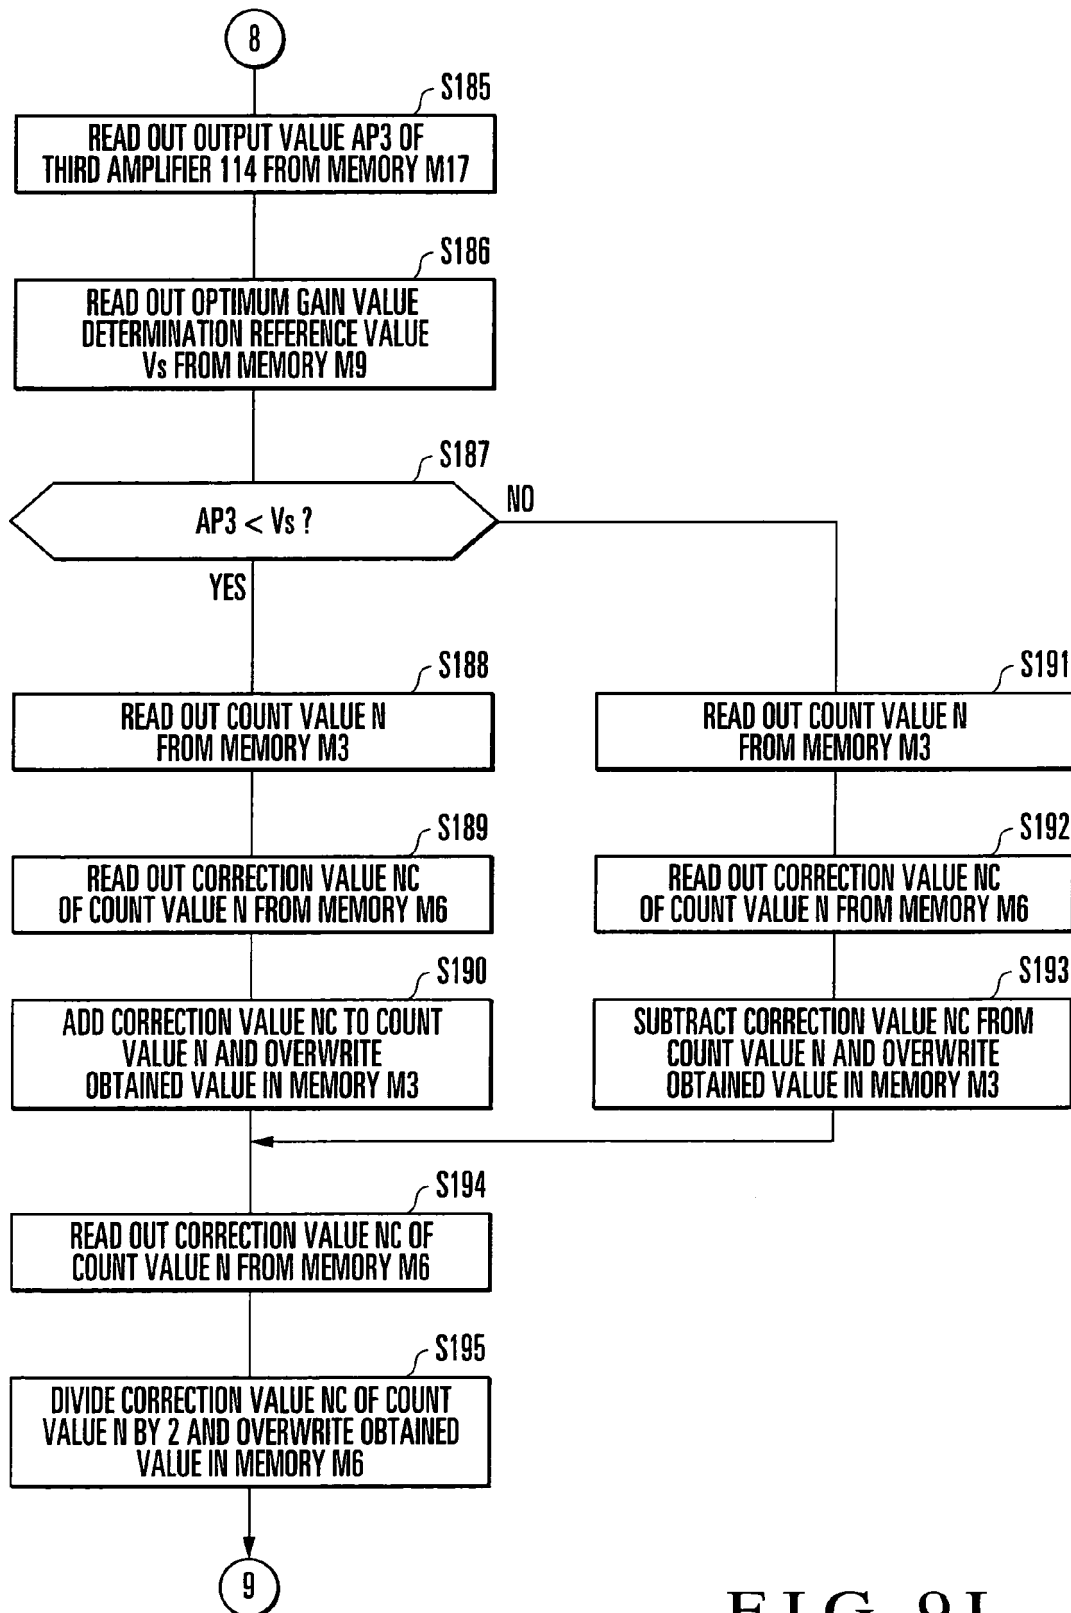 8
S185
READ OUT OUTPUT VALUE AP3 OF
THIRD AMPLIFIER 114 FROM MEMORY M17
S186
READ OUT OPTIMUM GAIN VALUE
DETERMINATION REFERENCE VALUE
Vs FROM MEMORY M9
S187
AP3 < Vs ?
NO
YES
S188
READ OUT COUNT VALUE N
FROM MEMORY M3
S191
READ OUT COUNT VALUE N
FROM MEMORY M3
S189
READ OUT CORRECTION VALUE NC
OF COUNT VALUE N FROM MEMORY M6
S192
READ OUT CORRECTION VALUE NC
OF COUNT VALUE N FROM MEMORY M6
S190
ADD CORRECTION VALUE NC TO COUNT
VALUE N AND OVERWRITE
OBTAINED VALUE IN MEMORY M3
S193
SUBTRACT CORRECTION VALUE NC FROM
COUNT VALUE N AND OVERWRITE
OBTAINED VALUE IN MEMORY M3
S194
READ OUT CORRECTION VALUE NC OF
COUNT VALUE N FROM MEMORY M6
S195
DIVIDE CORRECTION VALUE NC OF COUNT
VALUE N BY 2 AND OVERWRITE OBTAINED
VALUE IN MEMORY M6
9